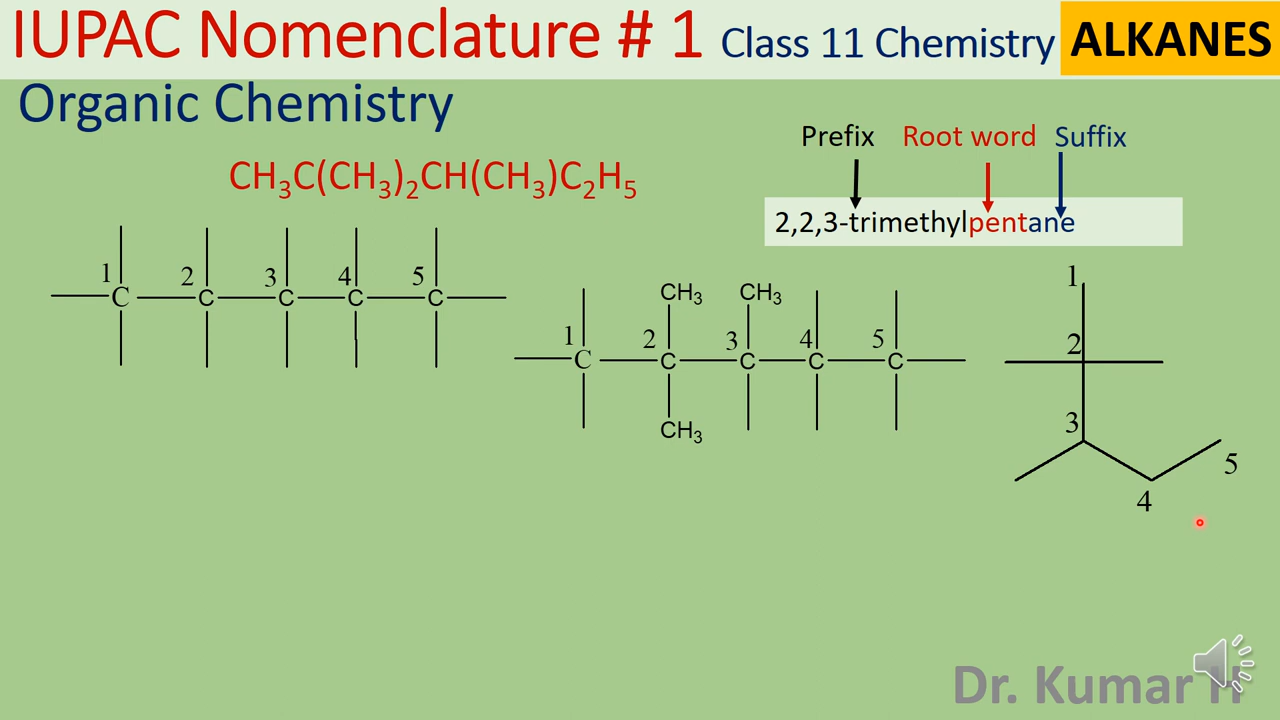 IUPAC Nomenclature # 1 Class 11 Chemistry ALKANES
Organic Chemistry
Prefix Root word Suffix
CH₃C(CH₃)₂CH(CH₃)C₂H₅
2,2,3-trimethylpentane
1 2 3 4 5
C C C C C
CH₃ CH₃
1 2 3 4 5
C C C C C
CH₃
1
2
3
5
4
Dr. Kumar H